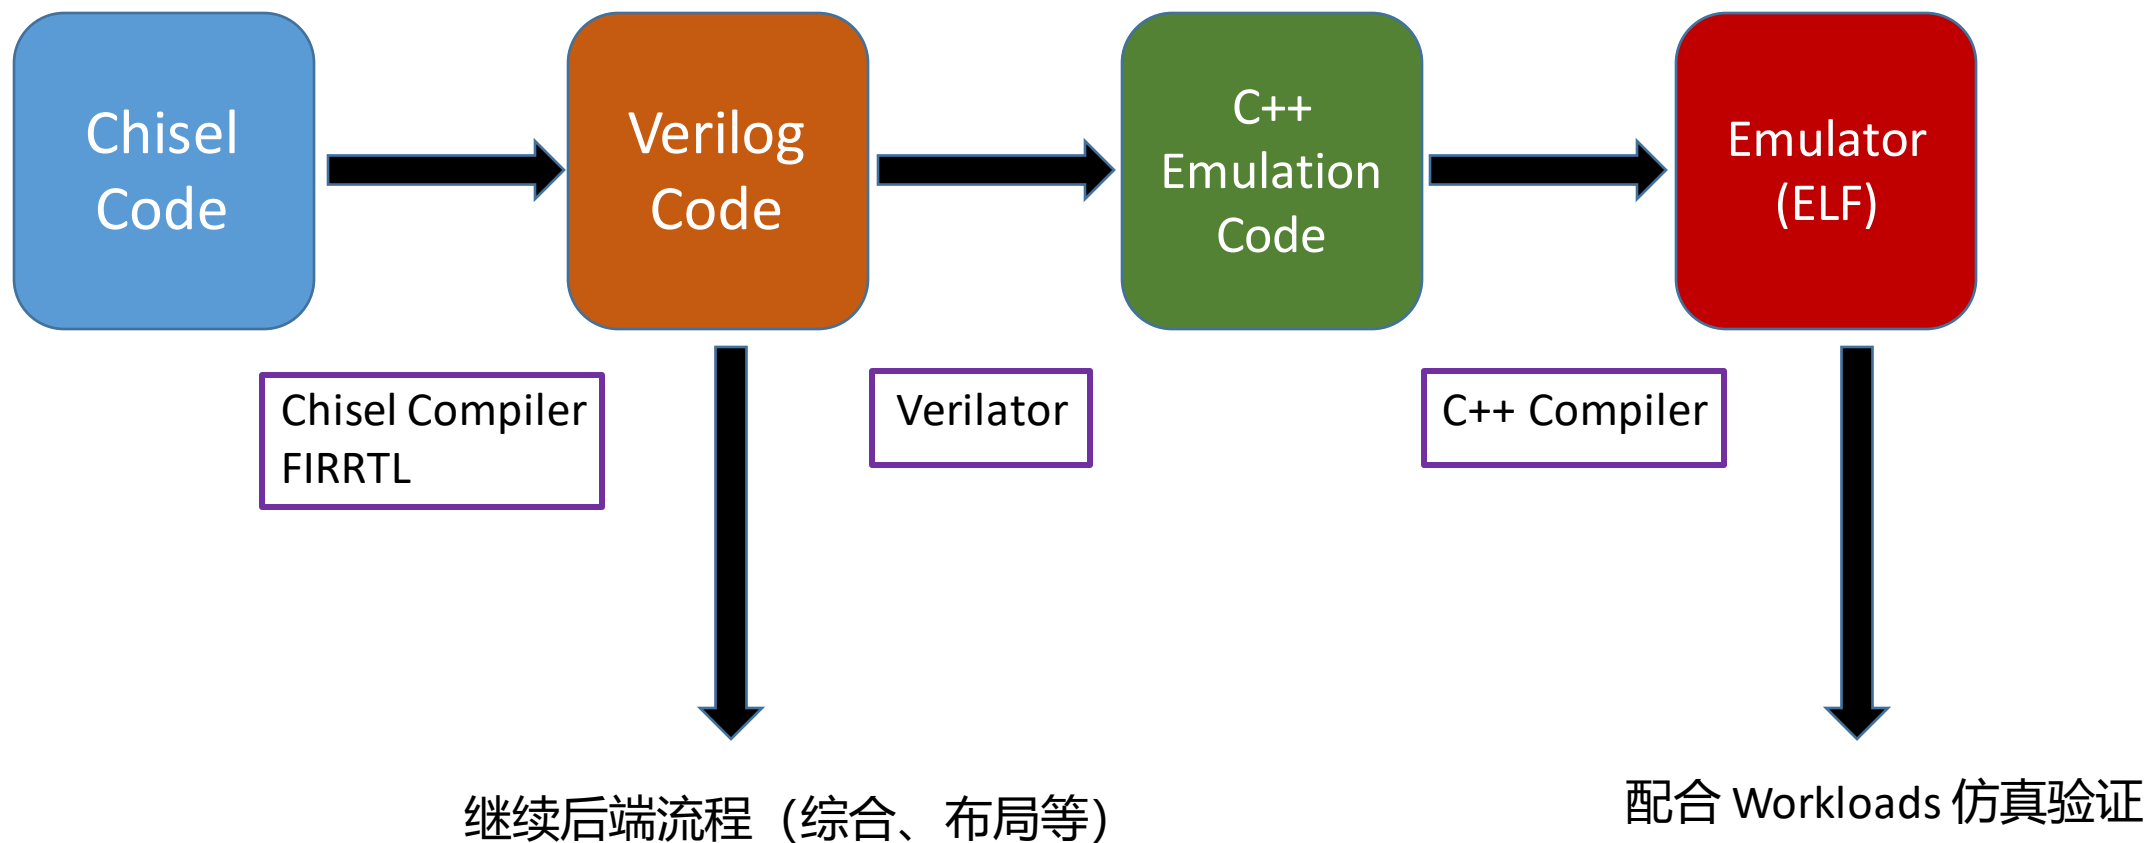 Chisel
Code
Verilog
Code
C++
Emulation
Code
Emulator
(ELF)
Chisel Compiler
FIRRTL
Verilator
C++ Compiler
继续后端流程（综合、布局等）
配合 Workloads 仿真验证